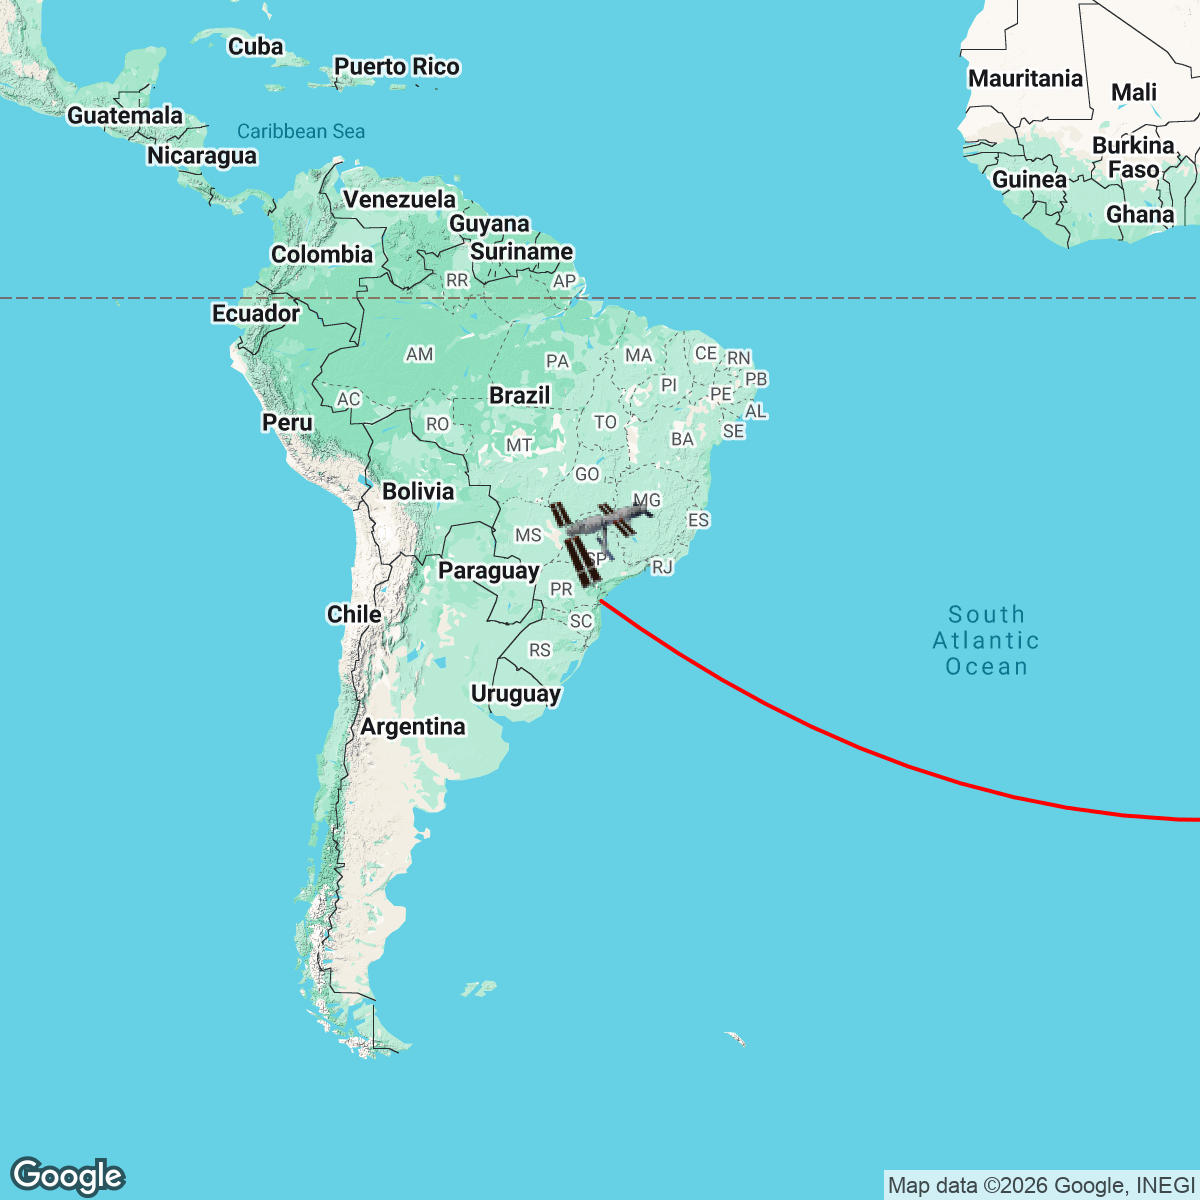 Cuba
Puerto Rico
Mauritania
Mali
Guatemala
Caribbean Sea
Nicaragua
Burkina
Faso
Guinea
Venezuela
Ghana
Guyana
Suriname
Colombia
RR
AP
Ecuador
AM
PA
MA
CE
RN
PI
PB
PE
Brazil
AC
AL
RO
TO
Peru
SE
MT
BA
GO
Bolivia
MG
MS
ES
SP
Paraguay
RJ
PR
Chile
SC
South
Atlantic
Ocean
RS
Uruguay
Argentina
Google
Map data ©2026 Google, INEGI